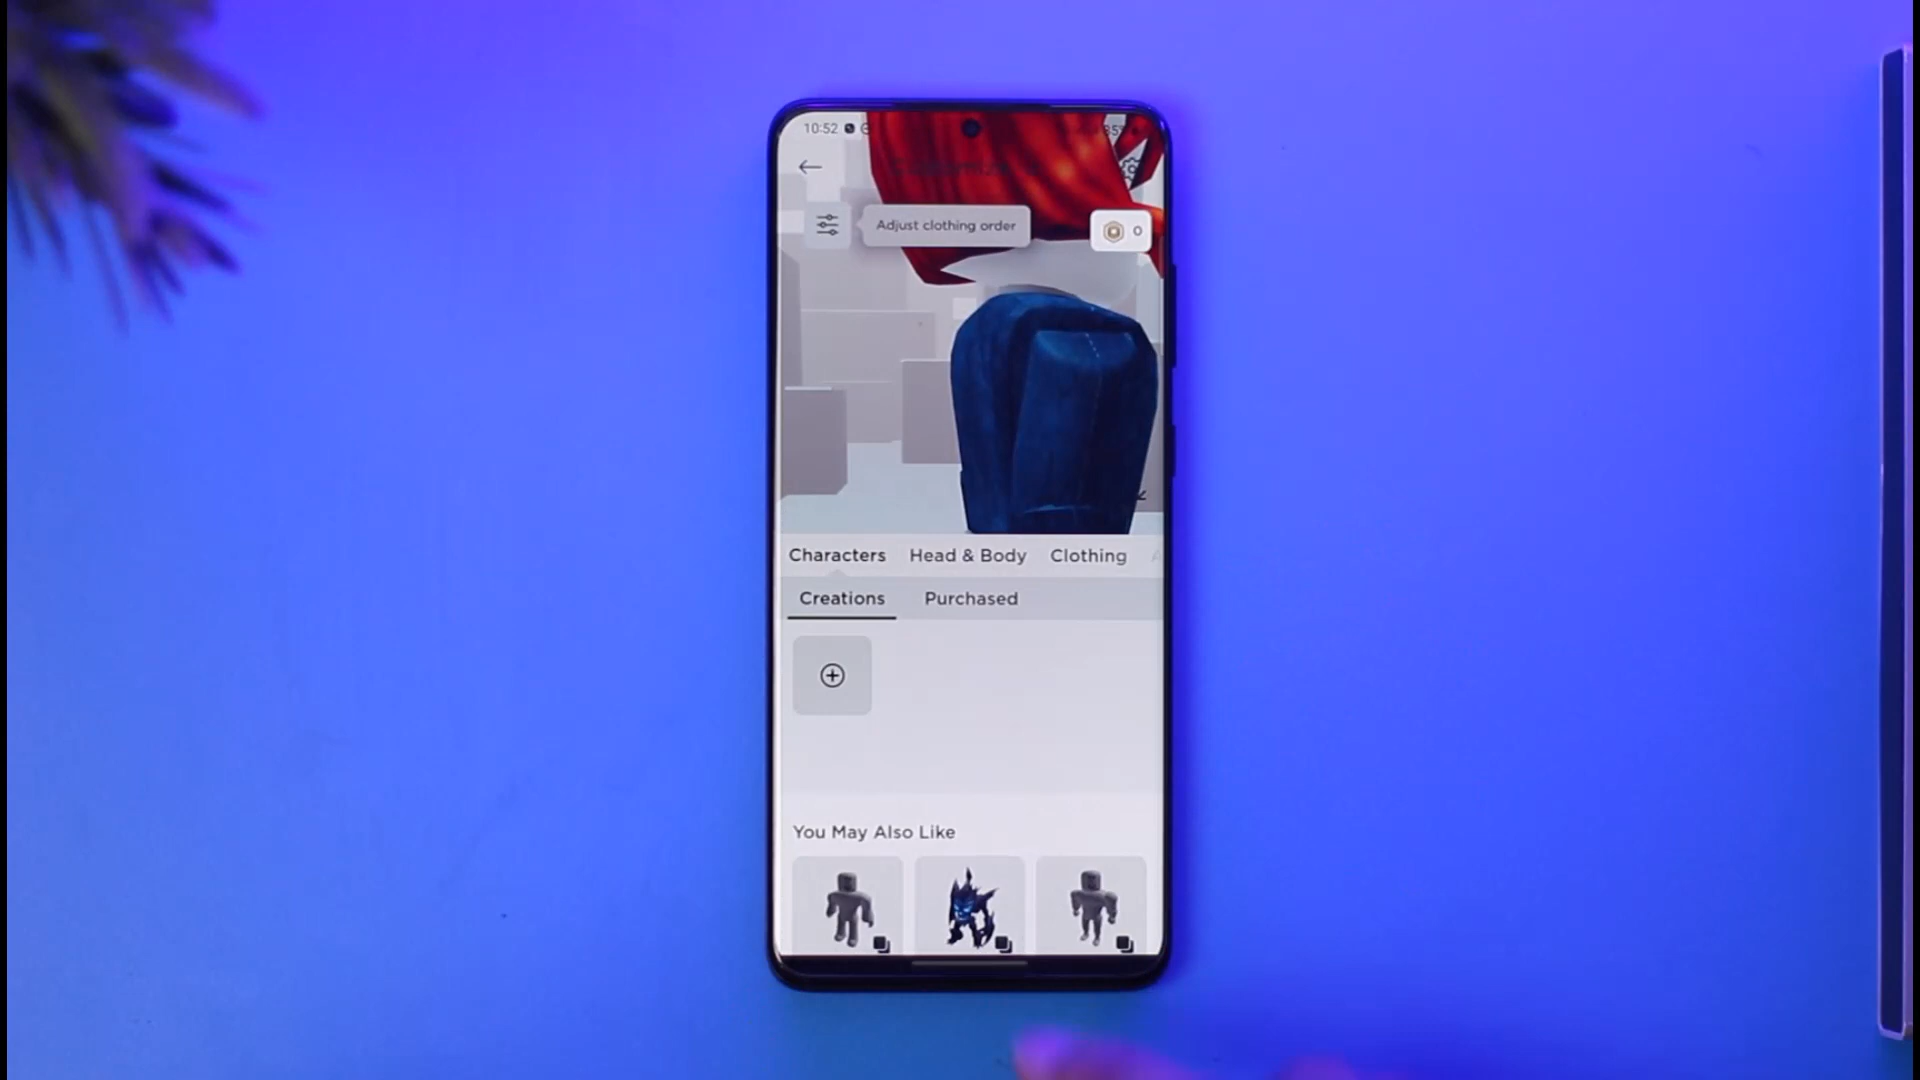 10:52
Adjust clothing order
0
Characters Head & Body Clothing
Creations Purchased
You May Also Like